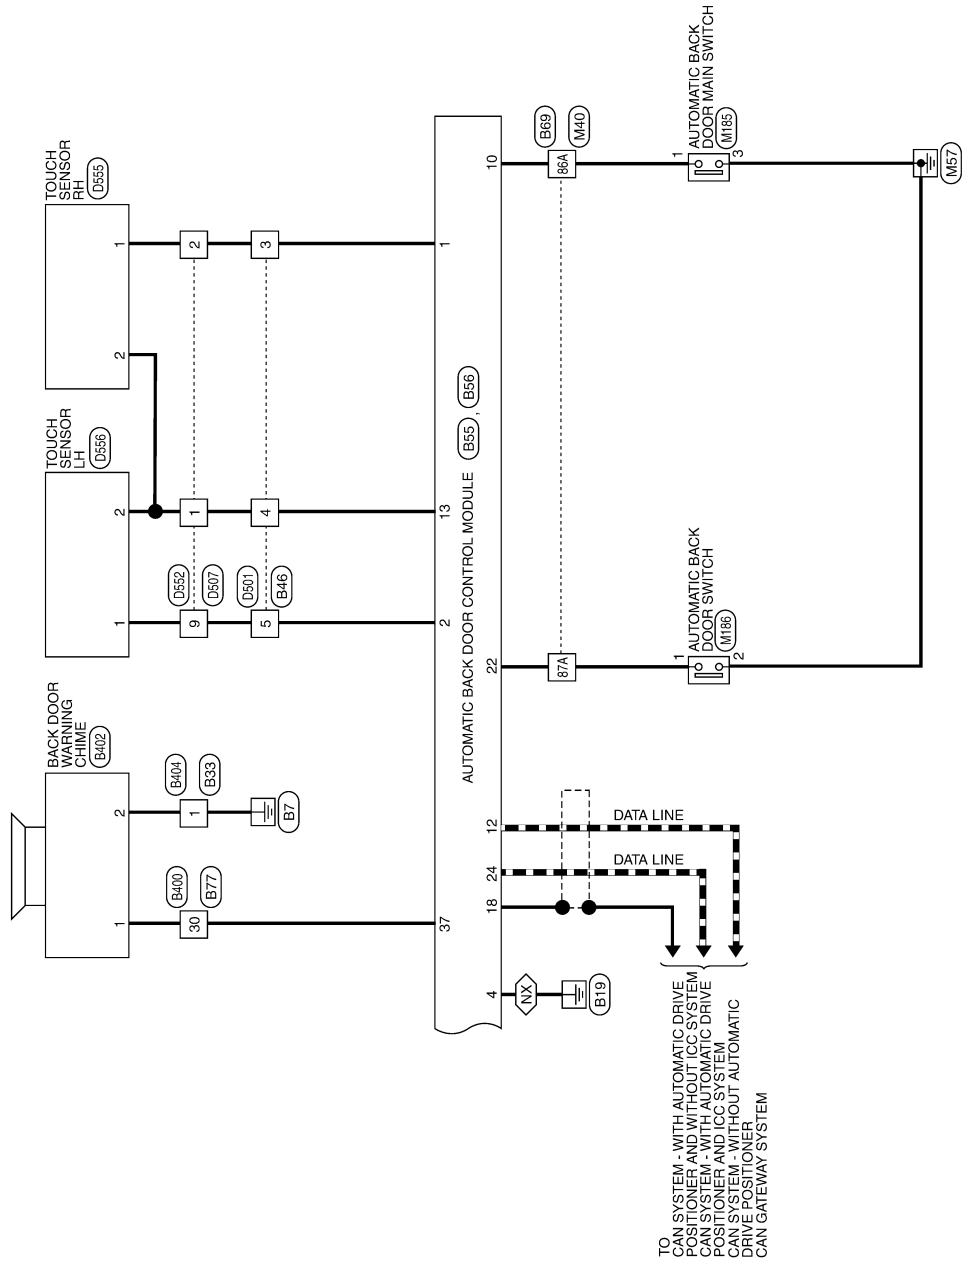 TOUCH
SENSOR
RH
D555
1
2
2
3
1
TOUCH
SENSOR
LH
D556
2
1
1
4
13
D552
D507
D501
B46
9
5
2
BACK DOOR
WARNING
CHIME
B402
2
1
B404
B33
1
B7
B400
B77
30
37
AUTOMATIC BACK DOOR CONTROL MODULE
B55 , B56
10
B69
M40
86A
1
AUTOMATIC BACK
DOOR MAIN SWITCH
M185
3
M57
22
87A
1
AUTOMATIC BACK
DOOR SWITCH
M186
2
12
DATA LINE
24
DATA LINE
18
4
NX
B19
TO
CAN SYSTEM - WITH AUTOMATIC DRIVE
POSITIONER AND WITHOUT ICC SYSTEM
CAN SYSTEM - WITH AUTOMATIC DRIVE
POSITIONER AND ICC SYSTEM
CAN SYSTEM - WITHOUT AUTOMATIC
DRIVE POSITIONER
CAN GATEWAY SYSTEM